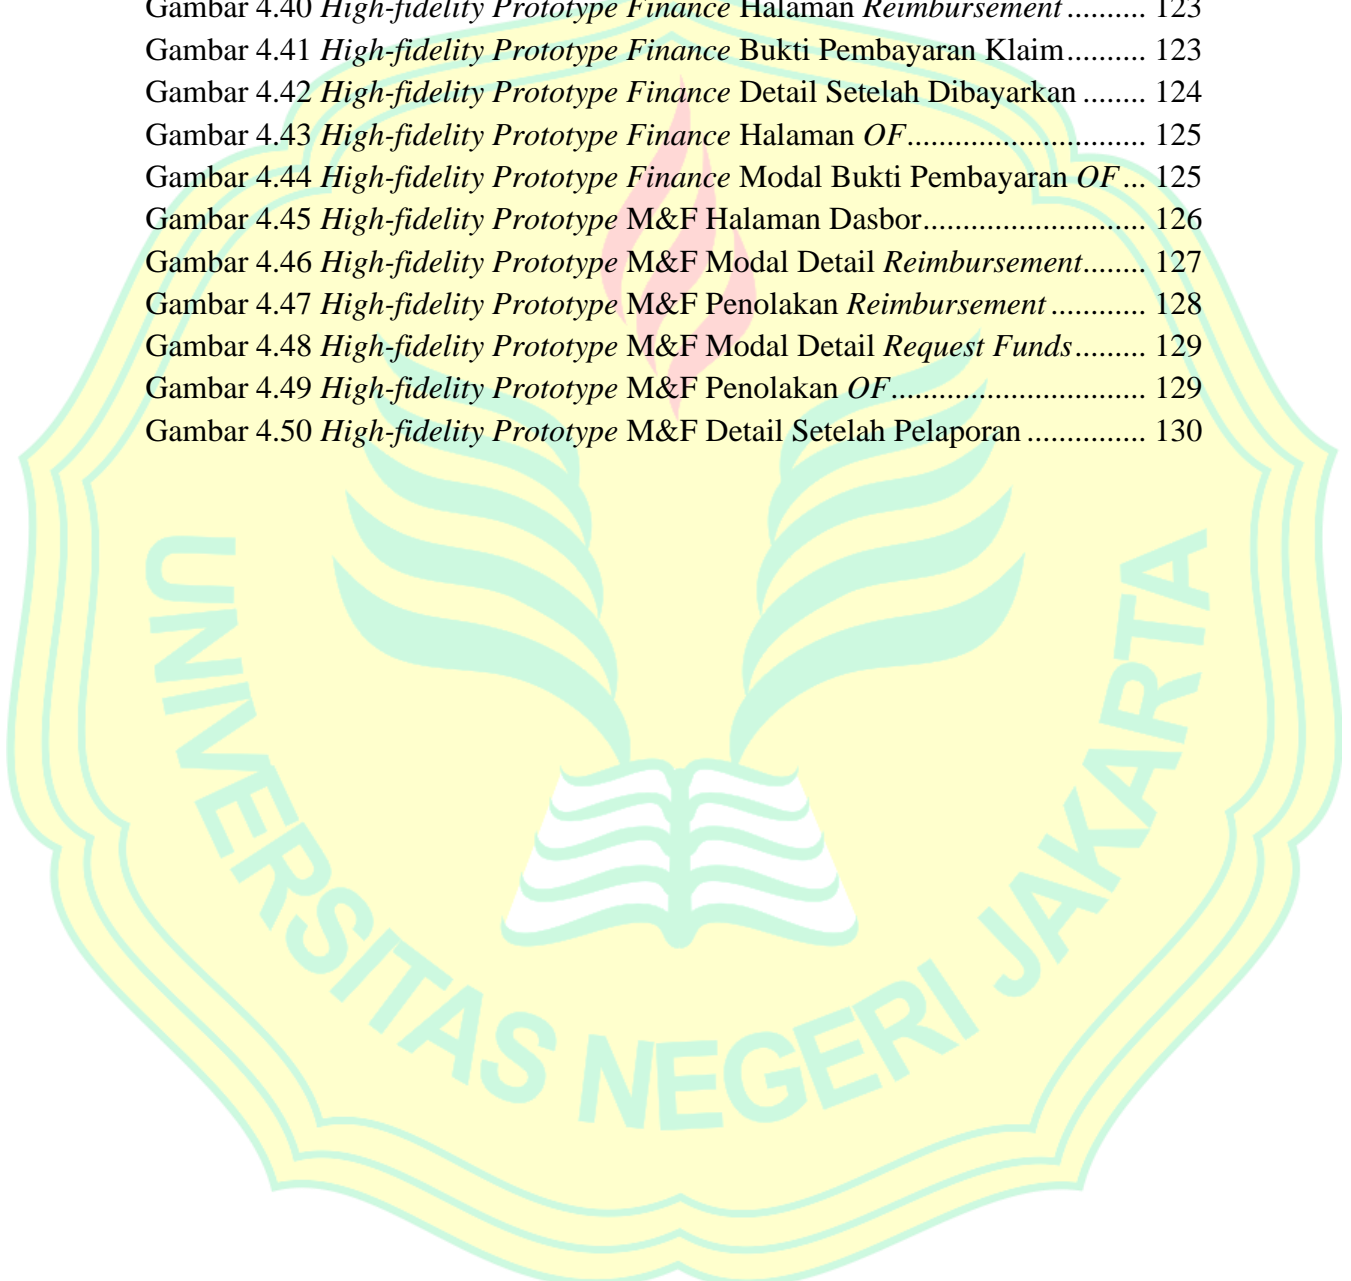 Gambar 4.40 High-fidelity Prototype Finance Halaman Reimbursement .......... 123
Gambar 4.41 High-fidelity Prototype Finance Bukti Pembayaran Klaim.......... 123
Gambar 4.42 High-fidelity Prototype Finance Detail Setelah Dibayarkan ........ 124
Gambar 4.43 High-fidelity Prototype Finance Halaman OF.............................. 125
Gambar 4.44 High-fidelity Prototype Finance Modal Bukti Pembayaran OF... 125
Gambar 4.45 High-fidelity Prototype M&F Halaman Dasbor............................ 126
Gambar 4.46 High-fidelity Prototype M&F Modal Detail Reimbursement........ 127
Gambar 4.47 High-fidelity Prototype M&F Penolakan Reimbursement ............ 128
Gambar 4.48 High-fidelity Prototype M&F Modal Detail Request Funds......... 129
Gambar 4.49 High-fidelity Prototype M&F Penolakan OF................................ 129
Gambar 4.50 High-fidelity Prototype M&F Detail Setelah Pelaporan ............... 130
UNIVERSITAS NEGERI JAKARTA